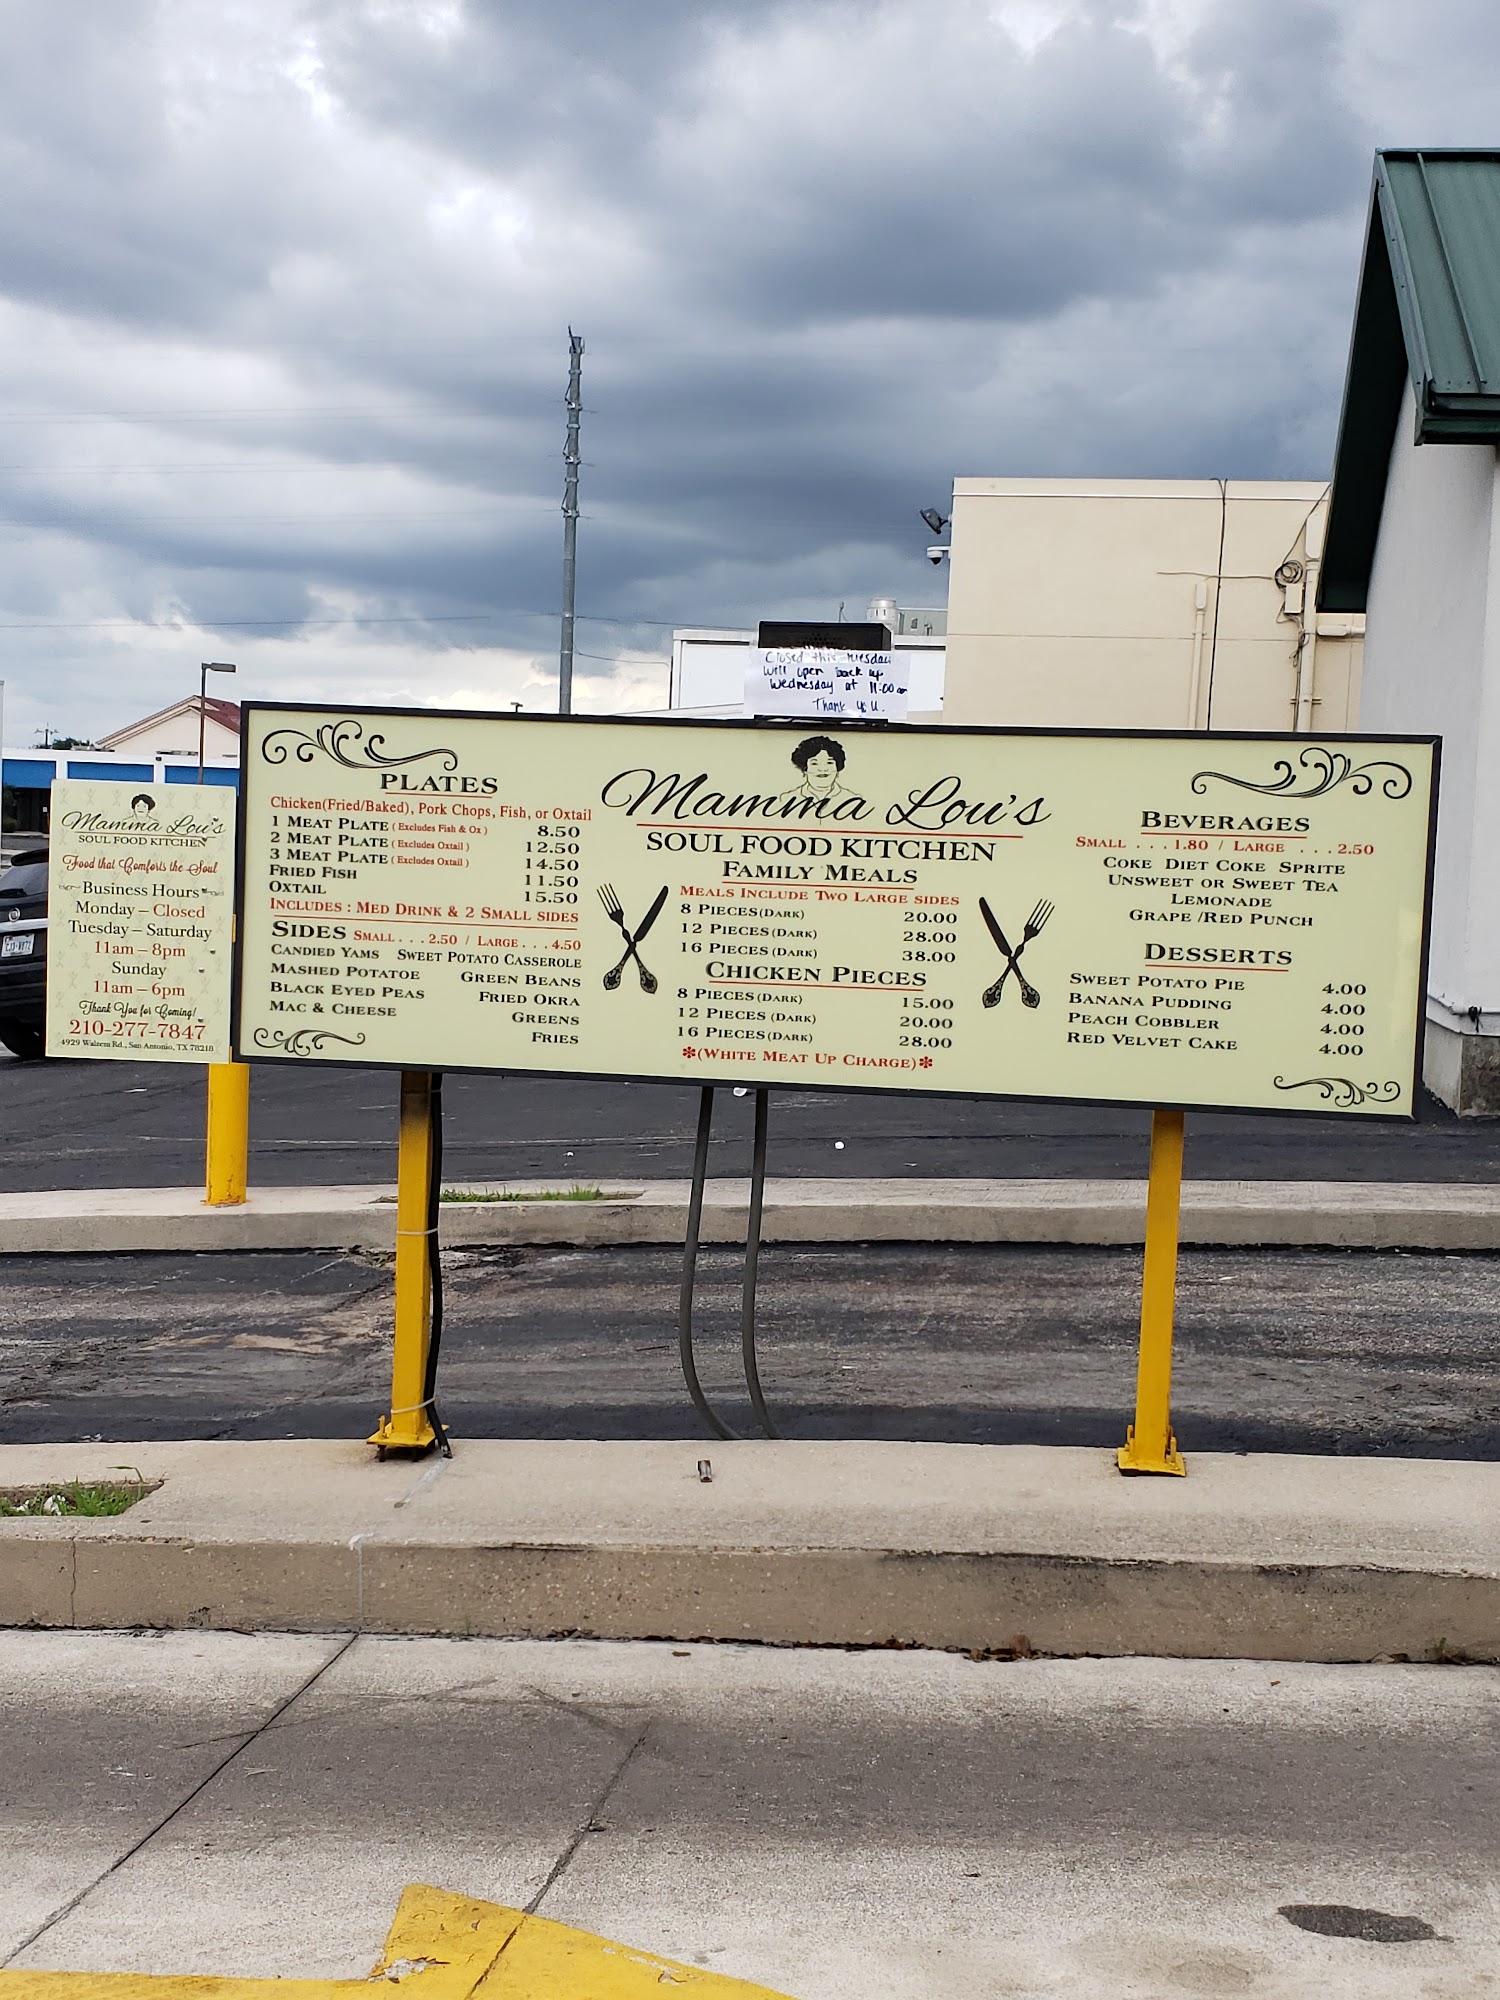 Closed this Tuesday
will open back up
Wednesday at 11:00 am
Thank you.
Mamma Lou's
SOUL FOOD KITCHEN
Food that Comforts the Soul
Business Hours
Monday – Closed
Tuesday – Saturday
11am – 8pm
Sunday
11am – 6pm
Thank You for Coming!
210-277-7847
4929 Walzem Rd., San Antonio, TX 78218
PLATES
Chicken(Fried/Baked), Pork Chops, Fish, or Oxtail
1 MEAT PLATE (Excludes Fish & Ox) 8.50
2 MEAT PLATE (Excludes Oxtail) 12.50
3 MEAT PLATE (Excludes Oxtail) 14.50
FRIED FISH 11.50
OXTAIL 15.50
INCLUDES : MED DRINK & 2 SMALL SIDES
SIDES SMALL . . . 2.50 / LARGE . . . 4.50
CANDIED YAMS SWEET POTATO CASSEROLE
MASHED POTATOE GREEN BEANS
BLACK EYED PEAS FRIED OKRA
MAC & CHEESE GREENS
FRIES
Mamma Lou's
SOUL FOOD KITCHEN
FAMILY MEALS
MEALS INCLUDE TWO LARGE SIDES
8 PIECES(DARK) 20.00
12 PIECES(DARK) 28.00
16 PIECES(DARK) 38.00
CHICKEN PIECES
8 PIECES(DARK) 15.00
12 PIECES(DARK) 20.00
16 PIECES(DARK) 28.00
*(WHITE MEAT UP CHARGE)*
BEVERAGES
SMALL . . . 1.80 / LARGE . . . 2.50
COKE DIET COKE SPRITE
UNSWEET OR SWEET TEA
LEMONADE
GRAPE /RED PUNCH
DESSERTS
SWEET POTATO PIE 4.00
BANANA PUDDING 4.00
PEACH COBBLER 4.00
RED VELVET CAKE 4.00